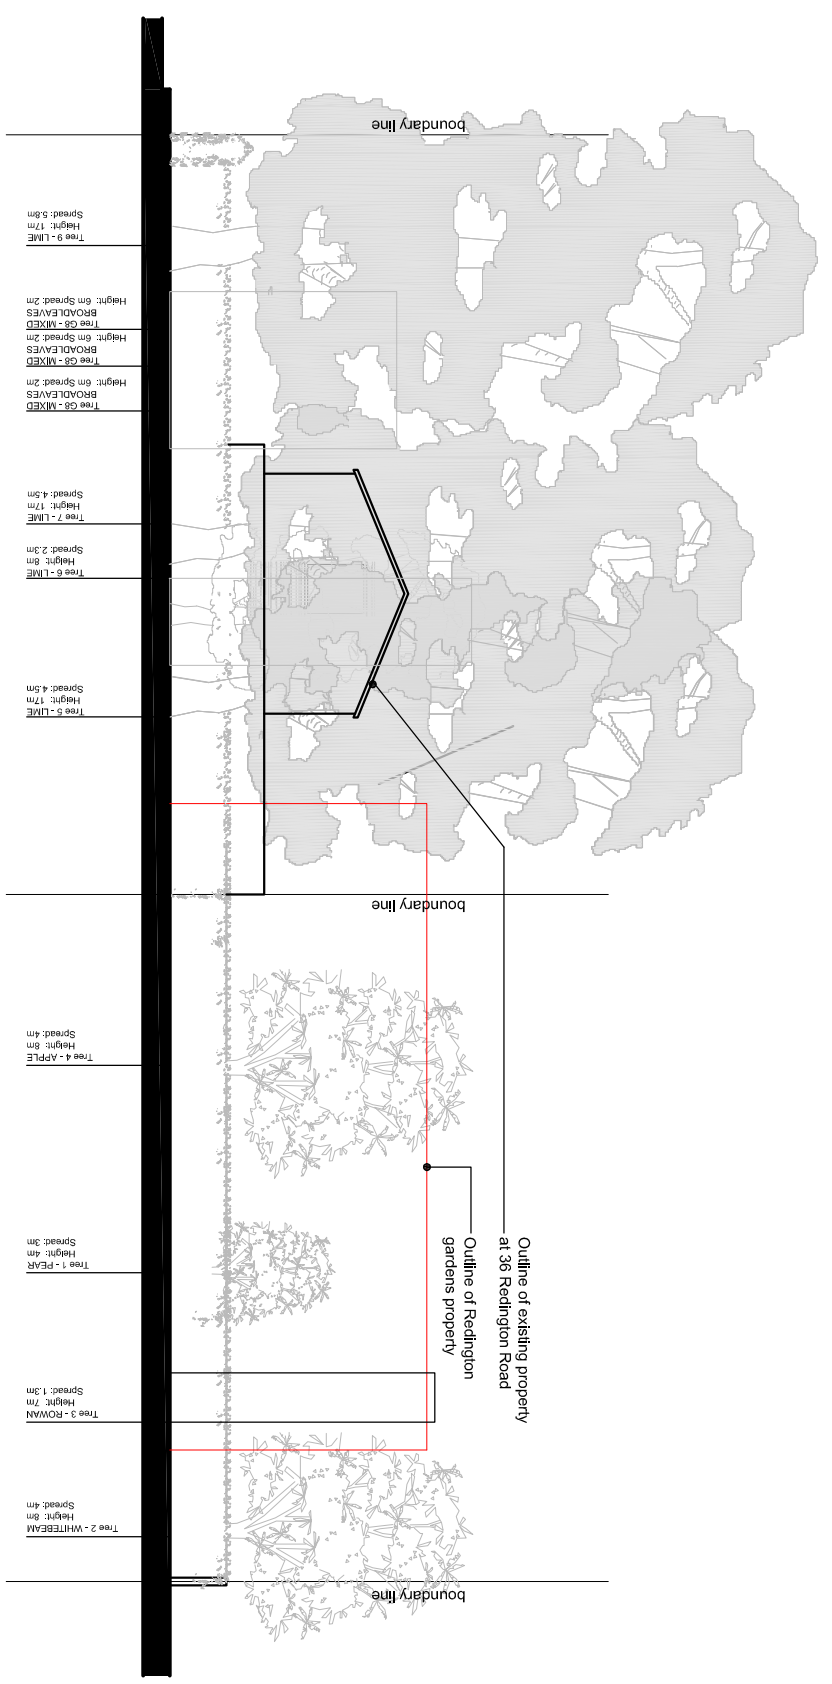 boundary line
Tree 9 - LIME
Height: 17m
Spread: 5.8m
Tree G8 - MIXED
BROADLEAVES
Height: 6m Spread: 2m
Tree G8 - MIXED
BROADLEAVES
Height: 6m Spread: 2m
Tree G8 - MIXED
BROADLEAVES
Height: 6m Spread: 2m
Tree 7 - LIME
Height: 17m
Spread: 4.5m
Tree 6 - LIME
Height: 8m
Spread: 2.3m
Tree 5 - LIME
Height: 17m
Spread: 4.5m
boundary line
Tree 4 - APPLE
Height: 8m
Spread: 4m
Tree 1 - PEAR
Height: 4m
Spread: 3m
Outline of existing property
at 36 Redington Road
Outline of Redington
gardens property
Tree 3 - ROWAN
Height: 7m
Spread: 1.3m
Tree 2 - WHITEBEAM
Height: 8m
Spread: 4m
boundary line